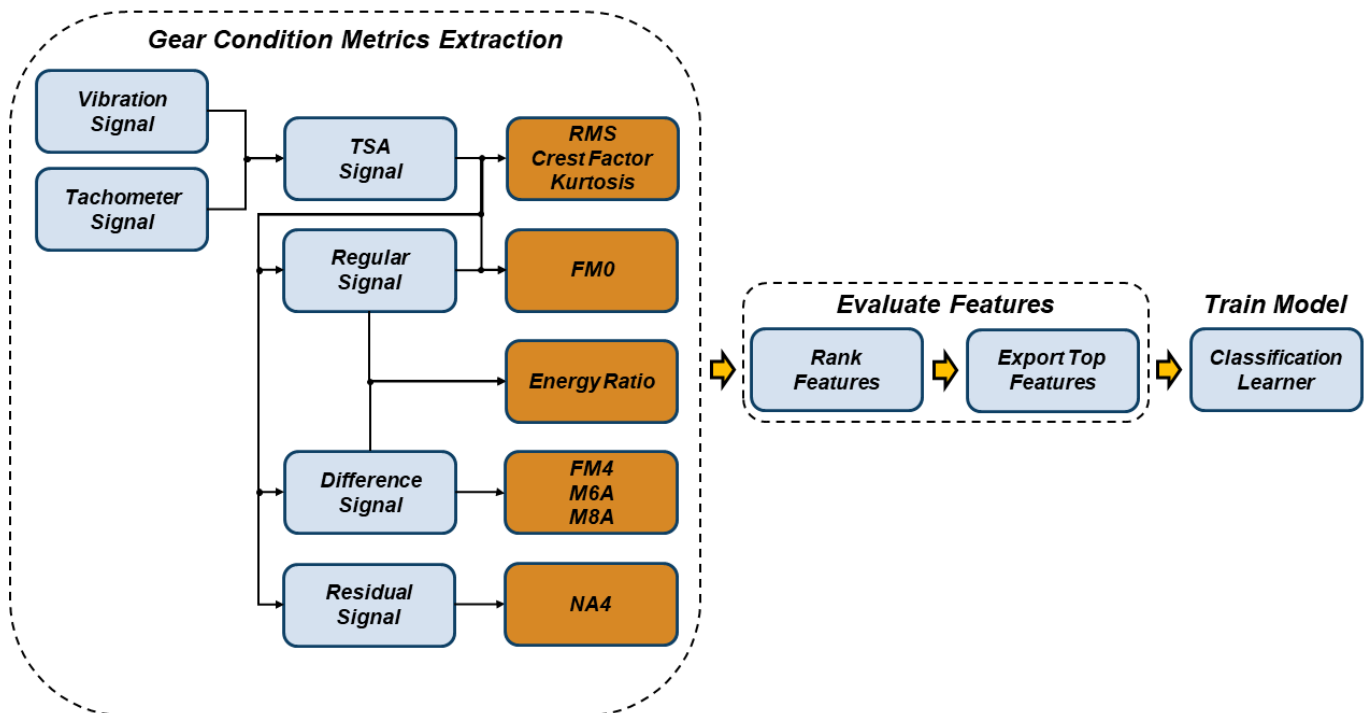 Gear Condition Metrics Extraction
Vibration
Signal
Tachometer
Signal
TSA
Signal
RMS
Crest Factor
Kurtosis
Regular
Signal
FM0
Energy Ratio
Difference
Signal
FM4
M6A
M8A
Residual
Signal
NA4
Evaluate Features
Rank
Features
Export Top
Features
Train Model
Classification
Learner